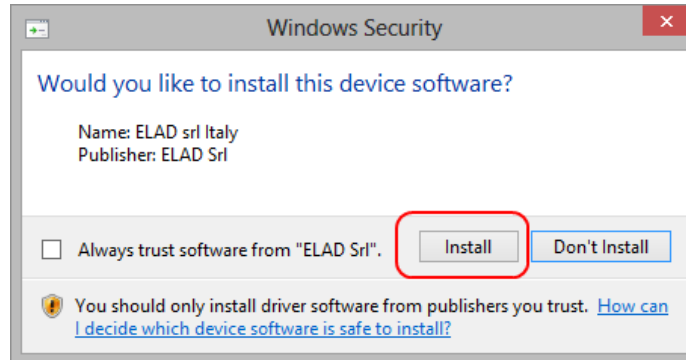 Windows Security
Would you like to install this device software?
Name: ELAD srl Italy
Publisher: ELAD Srl
Always trust software from "ELAD Srl". Install Don't Install
You should only install driver software from publishers you trust. How can
I decide which device software is safe to install?